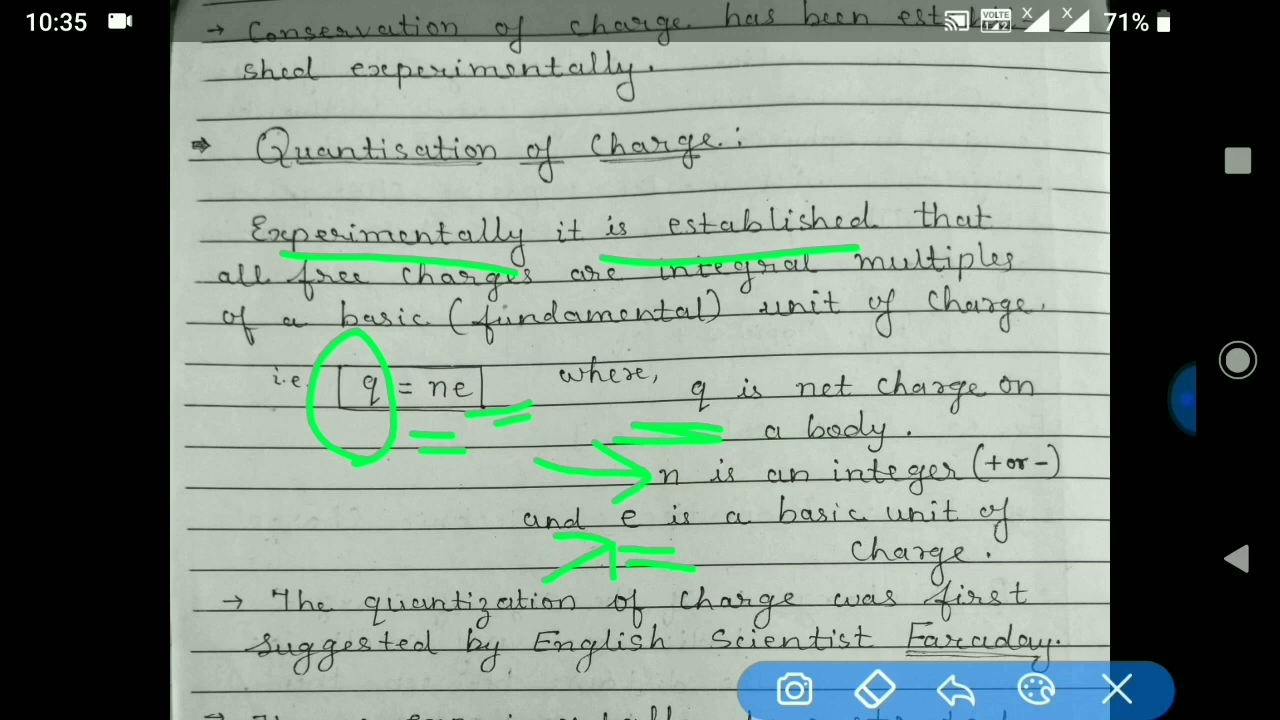 10:35
VOLTE
71%
→ Conservation of charge has been
shed experimentally.
⇒ Quantisation of Charge:
Experimentally it is established that
all free charges are integral multiples
of a basic (fundamental) unit of charge.
i.e. q = ne where, q is net charge on
a body.
n is an integer (+or-)
and e is a basic unit of
charge.
→ The quantization of charge was first
suggested by English Scientist Faraday.